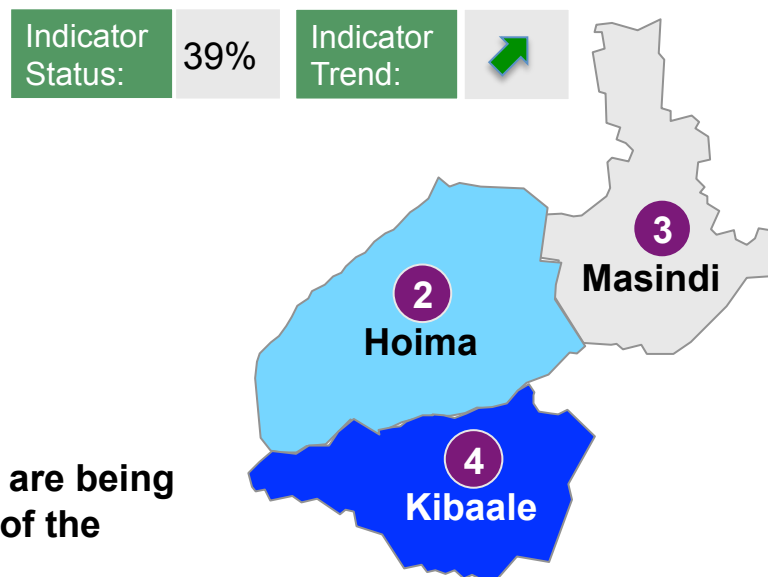 Indicator
Status:
39%
Indicator
Trend:
3
Masindi
2
Hoima
4
Kibaale
are being
of the